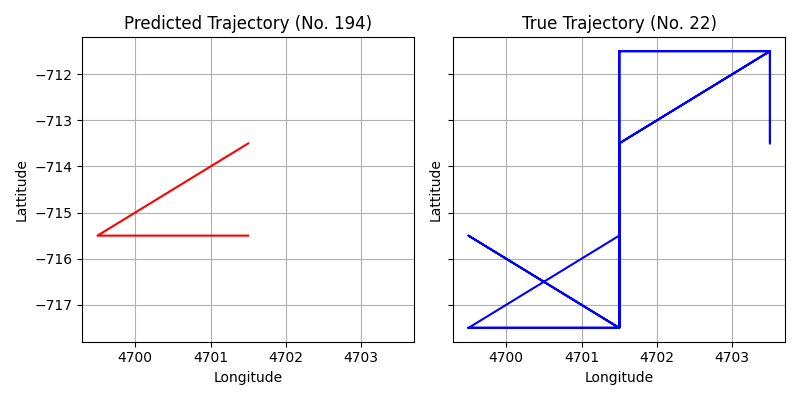 Predicted Trajectory (No. 194)
True Trajectory (No. 22)
−712
−713
−714
−715
−716
−717
Lattitude
Lattitude
4700
4701
4702
4703
4700
4701
4702
4703
Longitude
Longitude